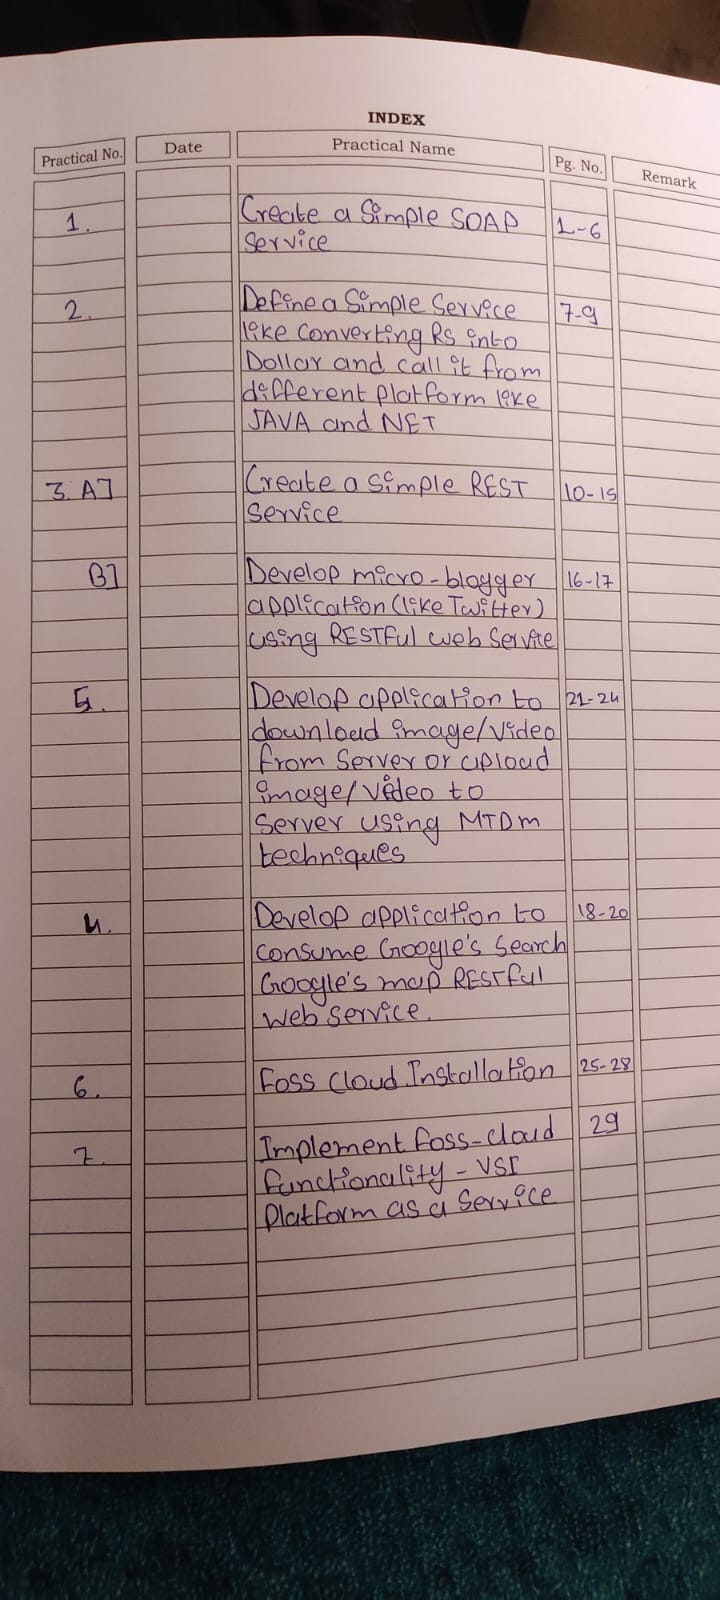 INDEX
Practical No. Date Practical Name Pg. No. Remark
1. Create a Simple SOAP 1-6
Service
2. Define a Simple Service 7-9
like converting Rs into
Dollar and call it from
different platform like
JAVA and NET
3. A] Create a simple REST 10-15
Service
B] Develop micro-blogger 16-17
application (like Twitter)
using RESTful web Service
5. Develop application to 21-24
download image/video
from Server or upload
image/video to
Server using MTOM
techniques
4. Develop application to 18-20
consume Google's Search
Google's map RESTful
Web Service.
6. Foss Cloud Installation 25-28
7. Implement foss-cloud 29
functionality - VSI
Platform as a Service